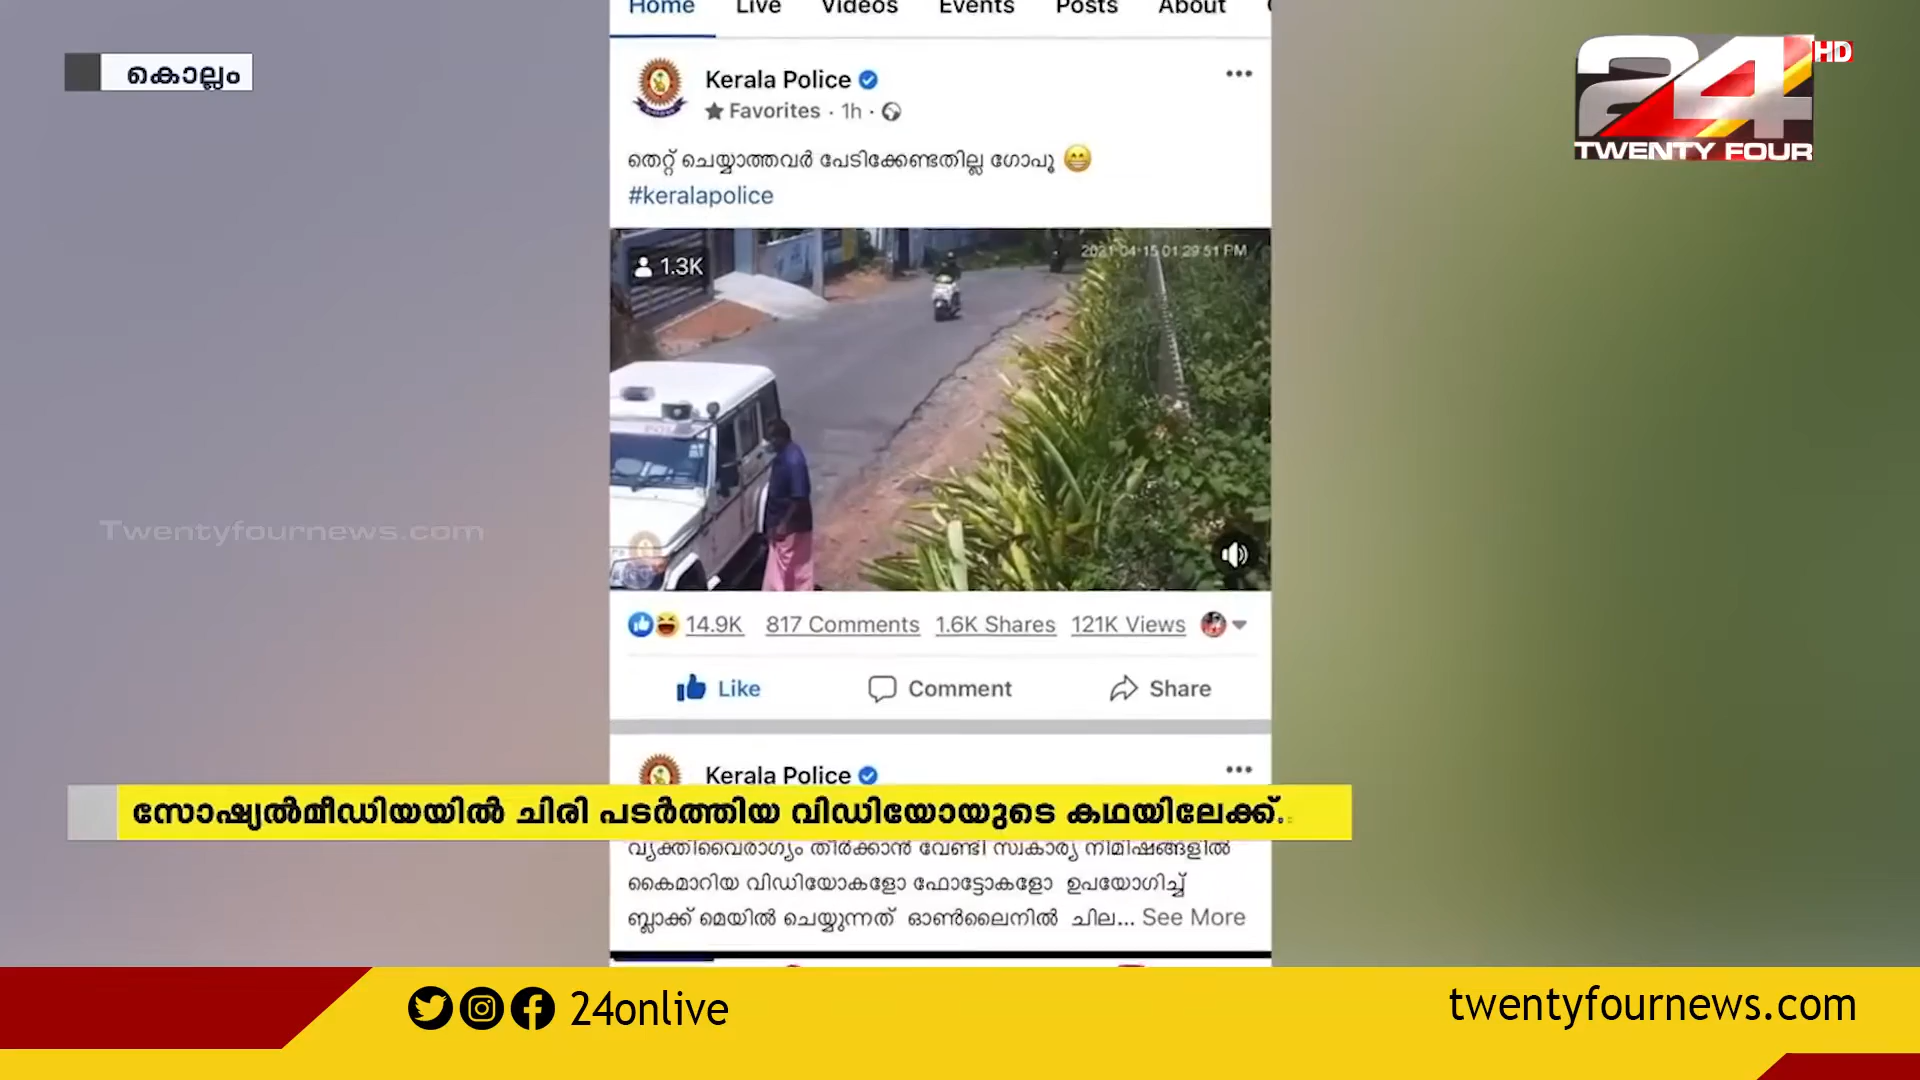 Home Live Videos Events Posts About
കൊല്ലം
24 HD
TWENTY FOUR
Kerala Police
Favorites · 1h ·
തെറ്റ് ചെയ്യാത്തവർ പേടിക്കേണ്ടതില്ല ഗോപൂ 😁
#keralapolice
1.3K
2021-04-15 01:29:51 PM
Twentyfournews.com
14.9K 817 Comments 1.6K Shares 121K Views
Like Comment Share
Kerala Police
സോഷ്യൽമീഡിയയിൽ ചിരി പടർത്തിയ വിഡിയോയുടെ കഥയിലേക്ക്..
വ്യക്തിവൈരാഗ്യം തീർക്കാൻ വേണ്ടി സ്വകാര്യ നിമിഷങ്ങളിൽ
കൈമാറിയ വിഡിയോകളോ ഫോട്ടോകളോ ഉപയോഗിച്ച്
ബ്ലാക്ക് മെയിൽ ചെയ്യുന്നത് ഓൺലൈനിൽ ചില... See More
24onlive
twentyfournews.com